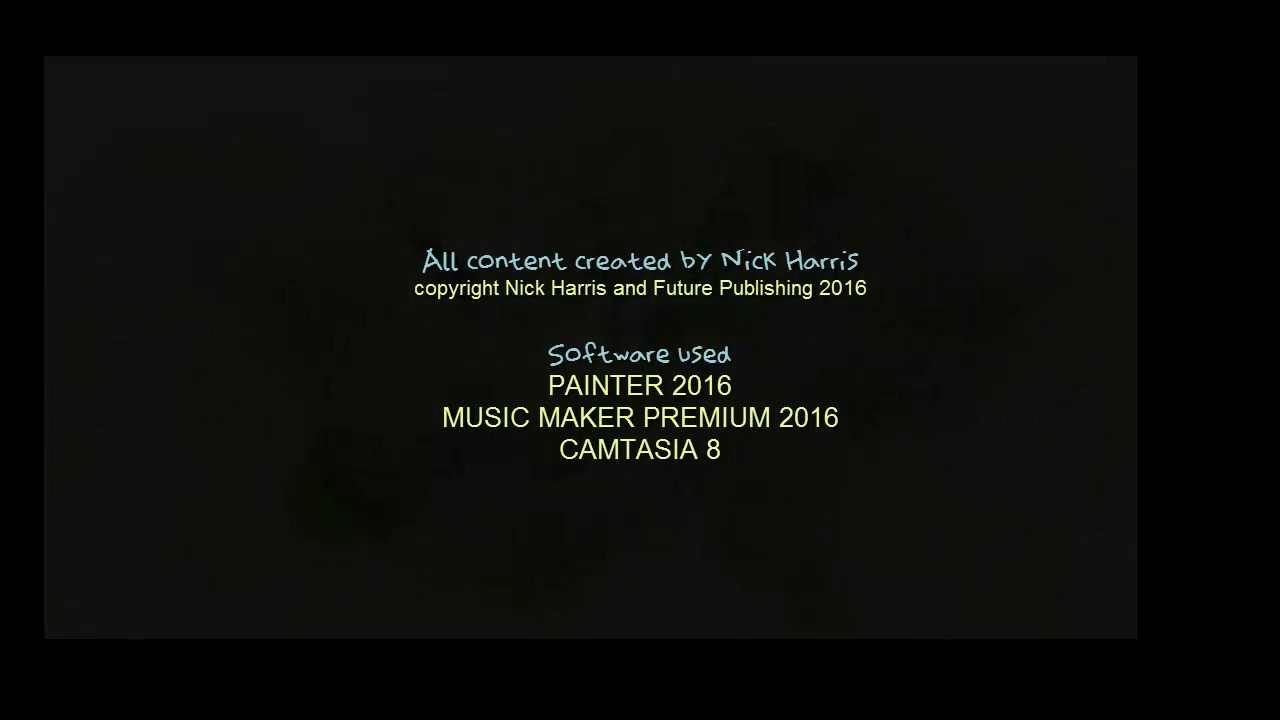 All content created by Nick Harris
copyright Nick Harris and Future Publishing 2016
Software used
PAINTER 2016
MUSIC MAKER PREMIUM 2016
CAMTASIA 8